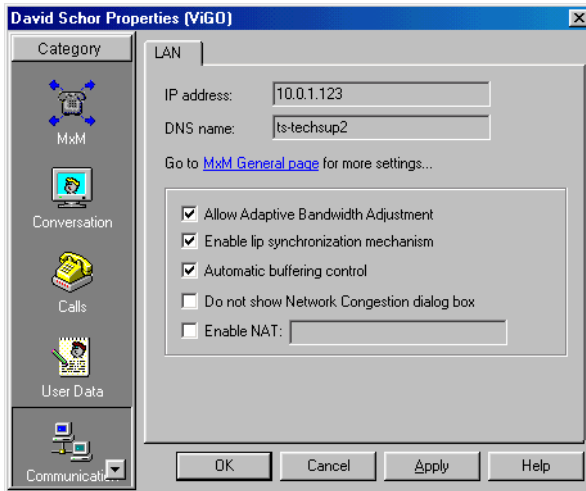 David Schor Properties (ViGO)
Category
MxM
Conversation
Calls
User Data
Communication
LAN
IP address: 10.0.1.123
DNS name: ts-techsup2
Go to MxM General page for more settings...
Allow Adaptive Bandwidth Adjustment
Enable lip synchronization mechanism
Automatic buffering control
Do not show Network Congestion dialog box
Enable NAT:
OK Cancel Apply Help